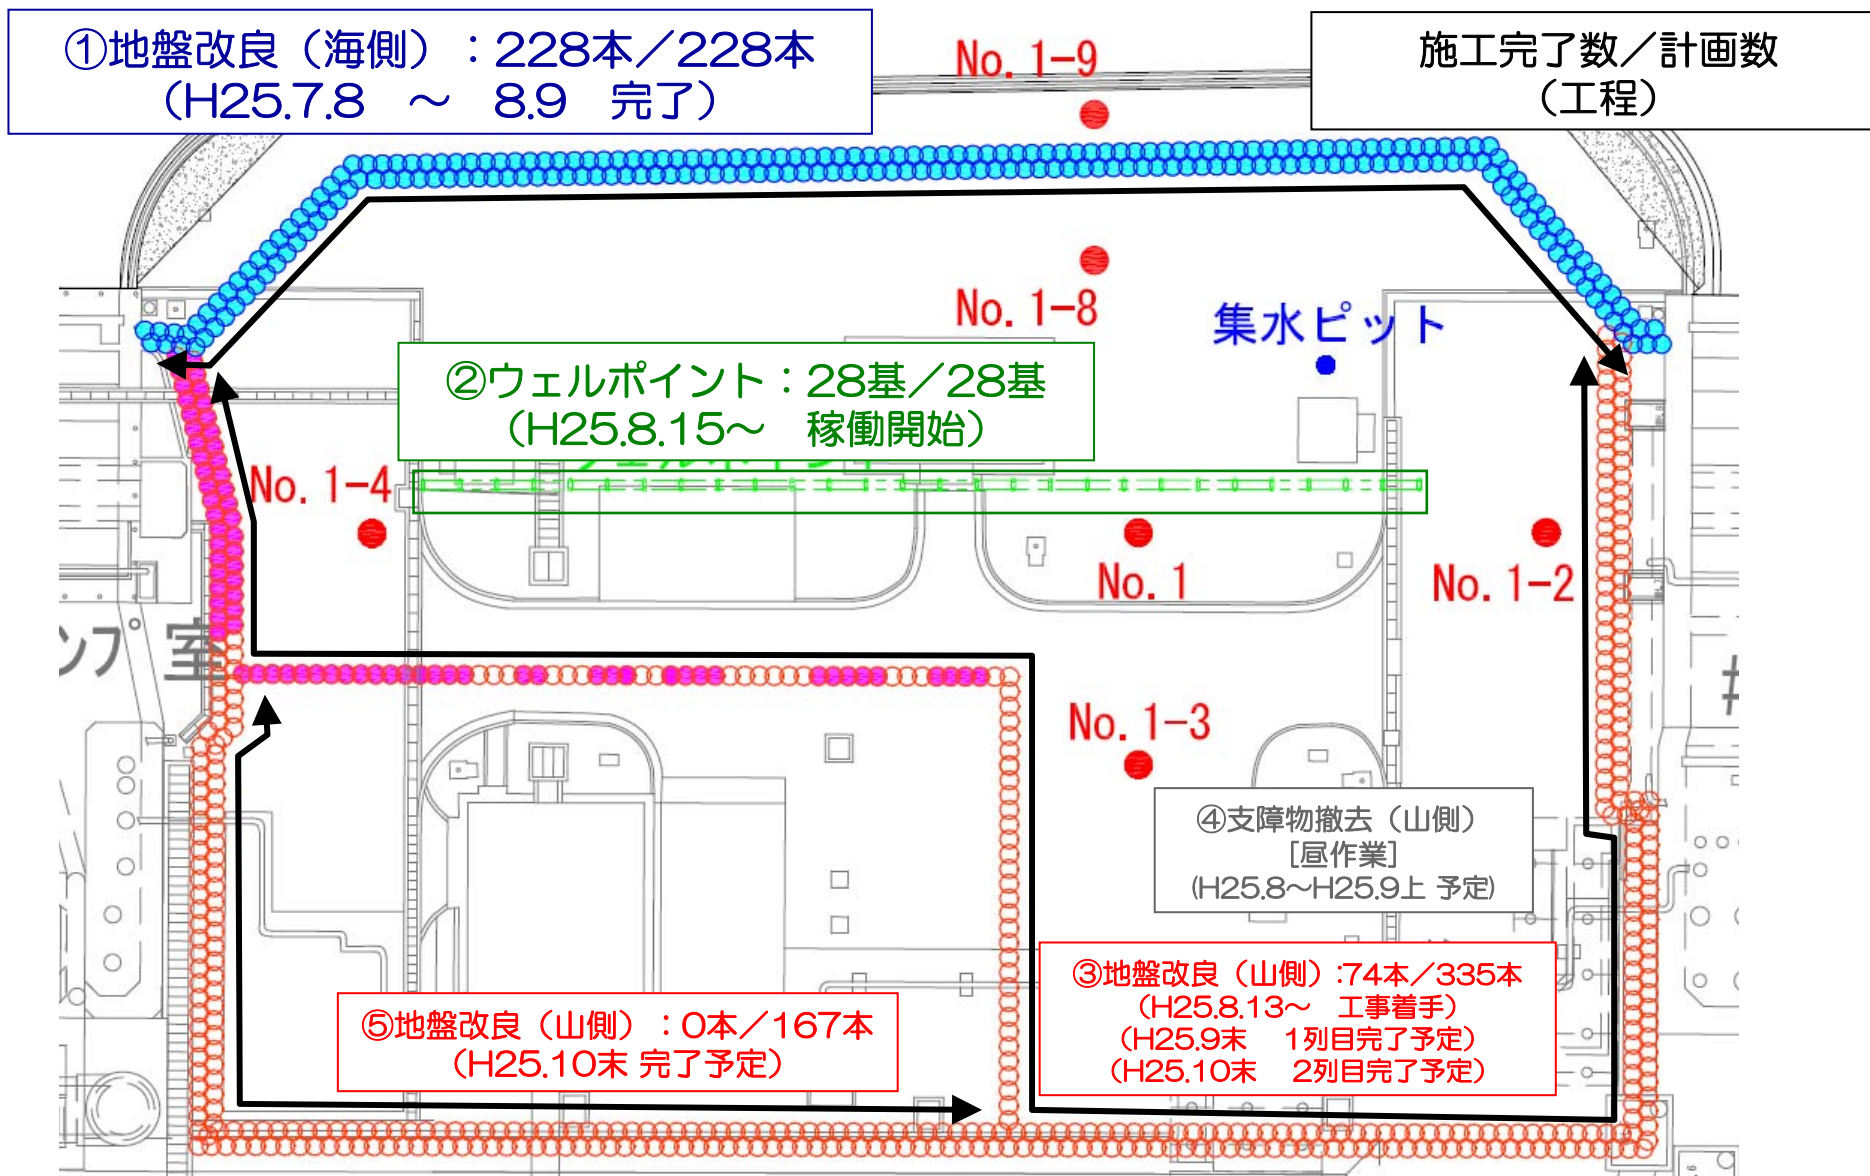 ①地盤改良（海側）：228本／228本
（H25.7.8　～　8.9　完了）
施工完了数／計画数
（工程）
No. 1-9
No. 1-8
集水ピット
②ウェルポイント：28基／28基
（H25.8.15～　稼働開始）
No. 1-4
No. 1
No. 1-2
ンプ室
No. 1-3
④支障物撤去（山側）
［昼作業］
(H25.8～H25.9上 予定)
③地盤改良（山側）:74本／335本
（H25.8.13～　工事着手）
（H25.9末　1列目完了予定）
（H25.10末　2列目完了予定）
⑤地盤改良（山側）：0本／167本
（H25.10末 完了予定）